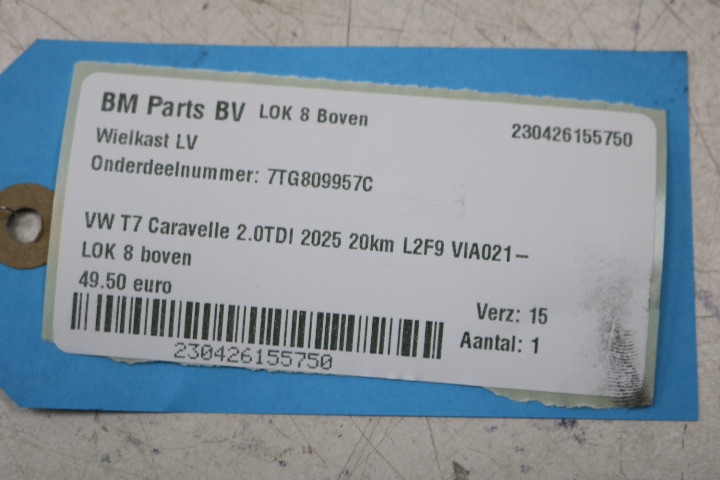 BM Parts BV LOK 8 Boven 230426155750
Wielkast LV
Onderdeelnummer: 7TG809957C
VW T7 Caravelle 2.0TDI 2025 20km L2F9 VIA021-
LOK 8 boven
49.50 euro
Verz: 15
Aantal: 1
230426155750